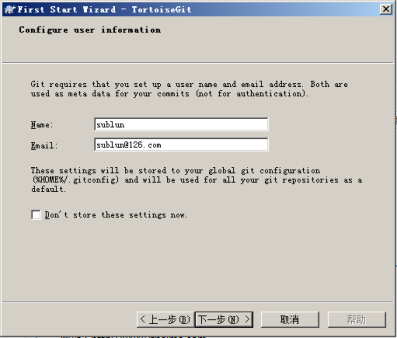 First Start Wizard - TortoiseGit
Configure user information
Git requires that you set up a user name and email address. Both are
used as meta data for your commits (not for authentication).
Name: sublun
Email: sublun@126.com
These settings will be stored to your global git configuration
(%HOME%/.gitconfig) and will be used for all your git repositories as a
default.
Don't store these settings now.
< 上一步(B) 下一步(N) > 取消 帮助